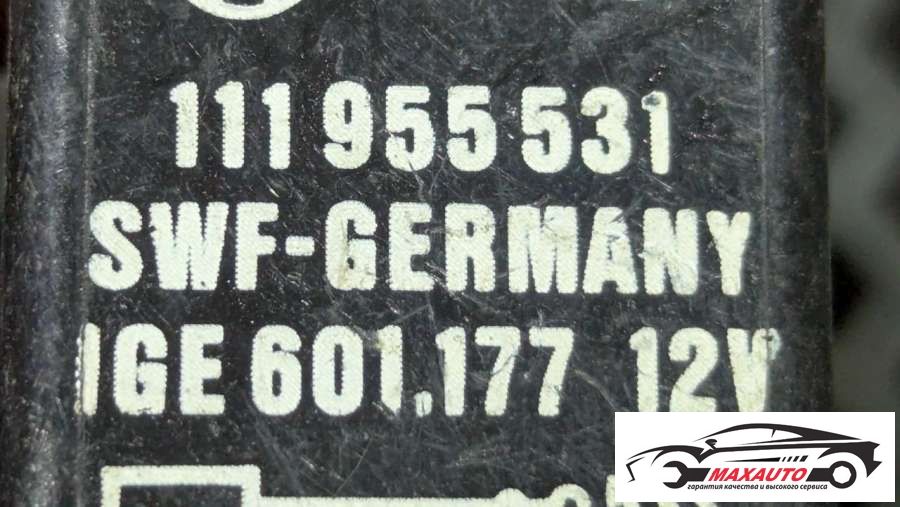 111 955 531
SWF-GERMANY
IGE 601.177 12V
MAXAUTO
гарантия качества и высокого сервиса